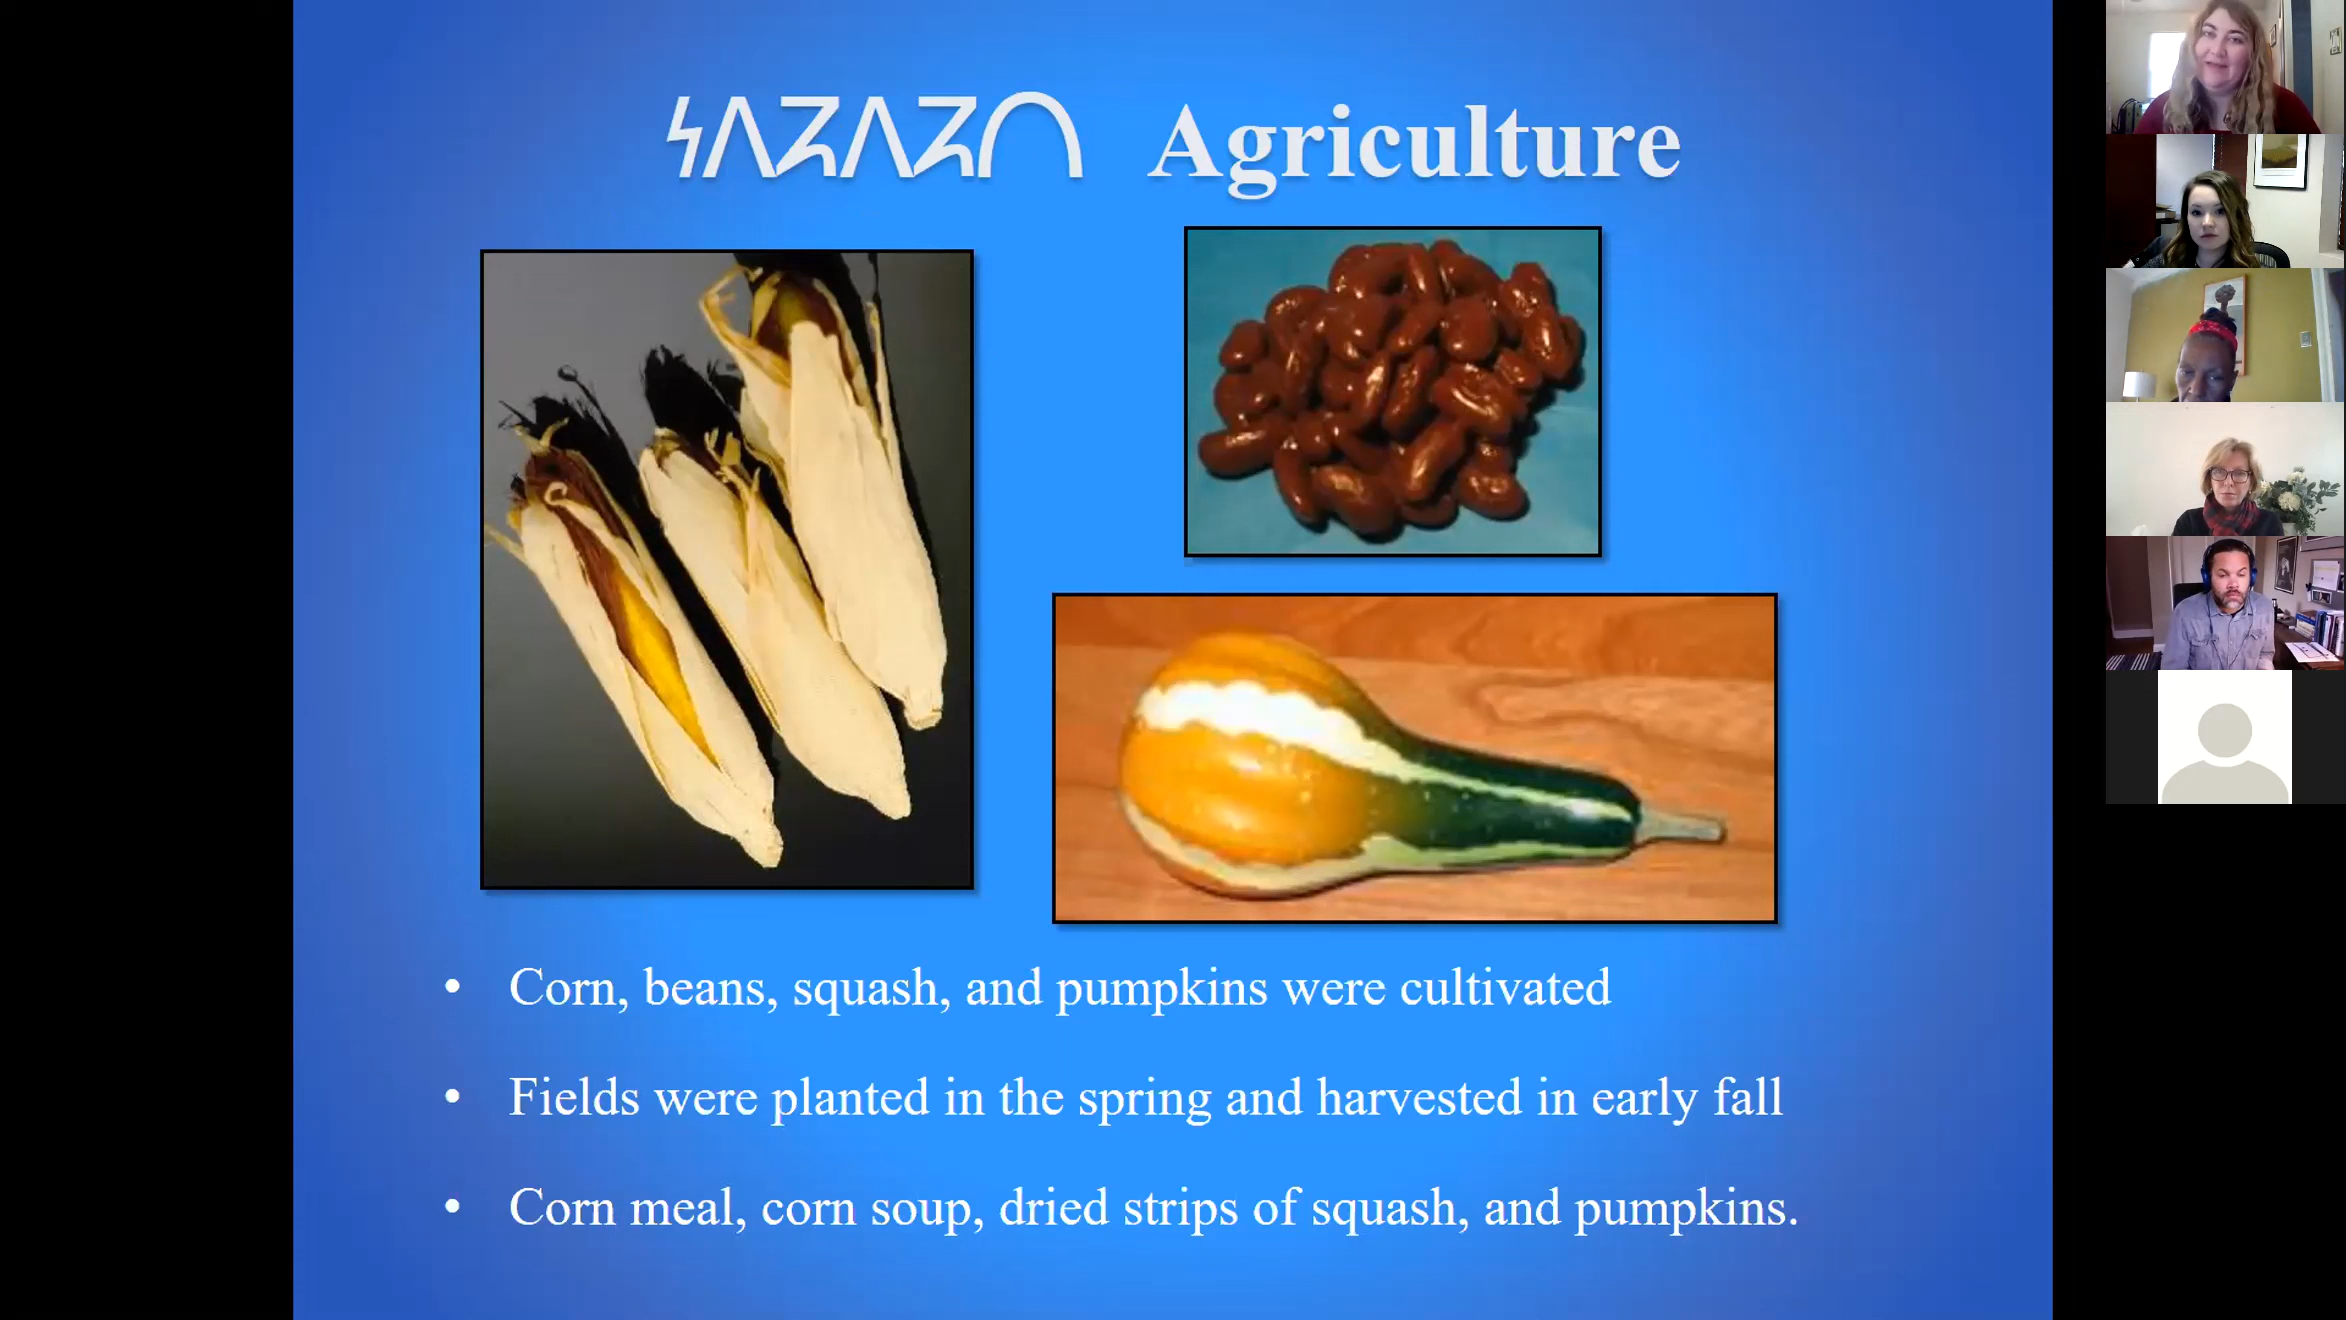 𐓏𐒰𐓓𐒰𐓓𐒷 Agriculture
• Corn, beans, squash, and pumpkins were cultivated
• Fields were planted in the spring and harvested in early fall
• Corn meal, corn soup, dried strips of squash, and pumpkins.